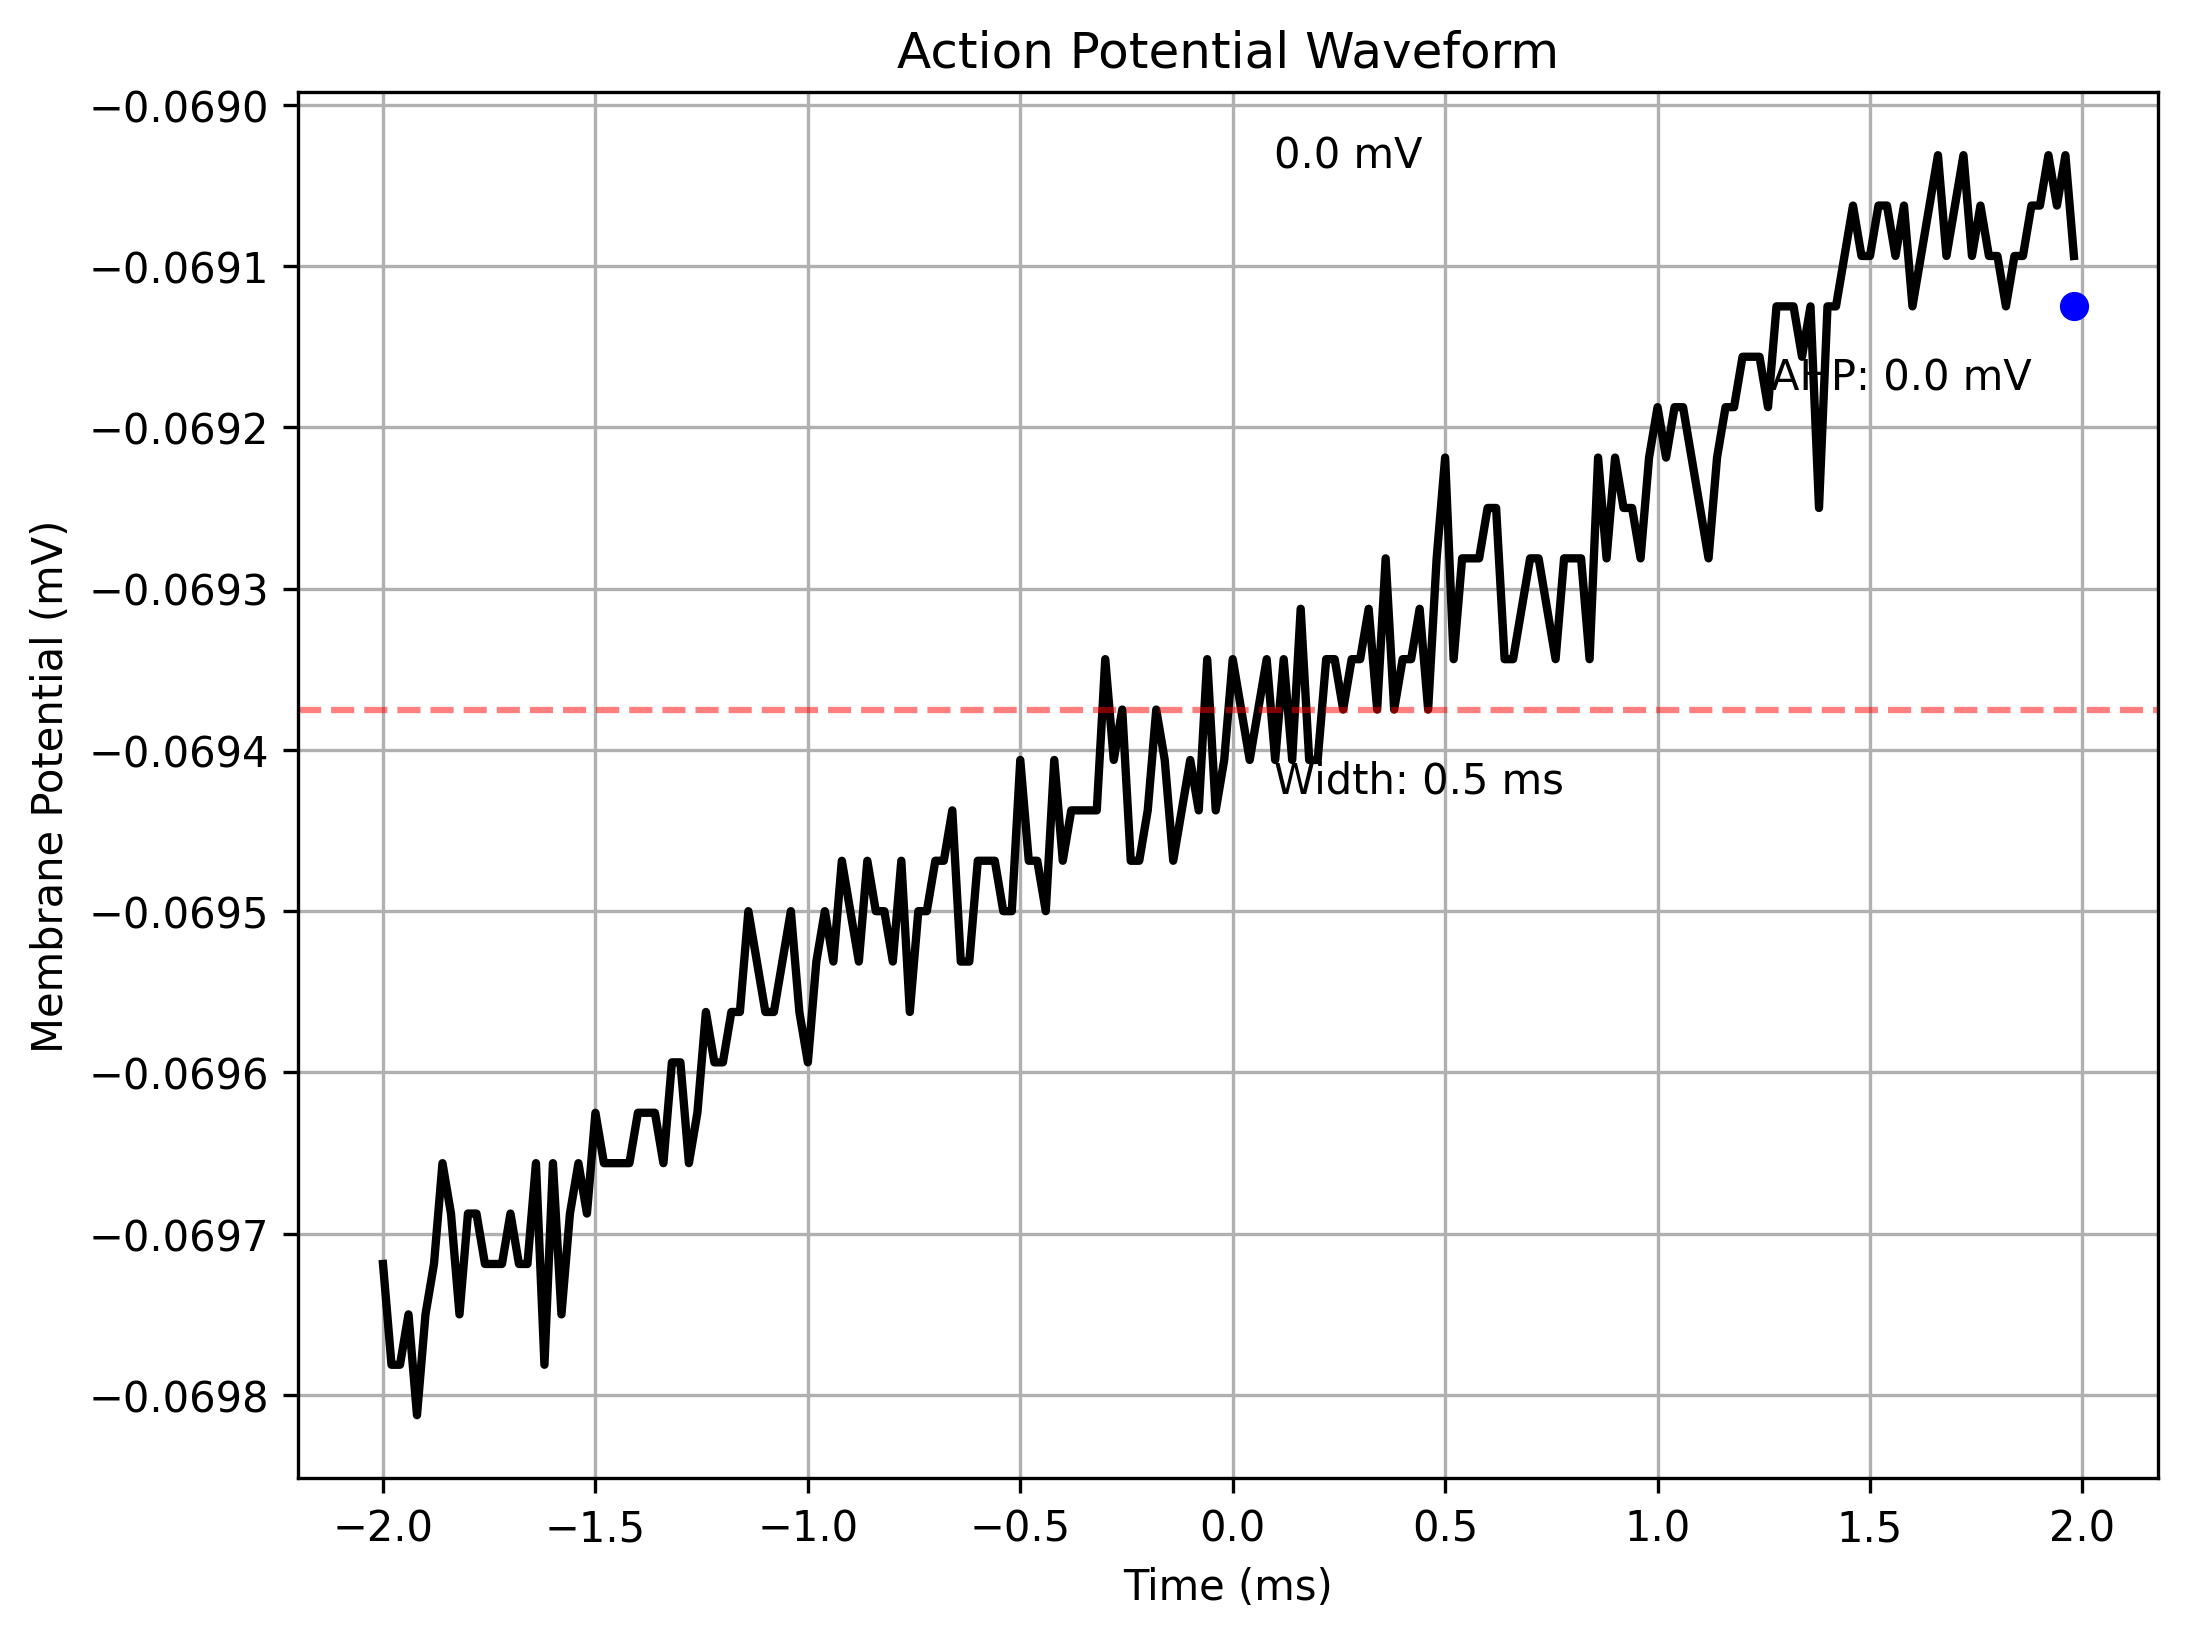 Action Potential Waveform
Membrane Potential (mV)
−0.0690
−0.0691
−0.0692
−0.0693
−0.0694
−0.0695
−0.0696
−0.0697
−0.0698
0.0 mV
AHP: 0.0 mV
Width: 0.5 ms
−2.0 −1.5 −1.0 −0.5 0.0 0.5 1.0 1.5 2.0
Time (ms)